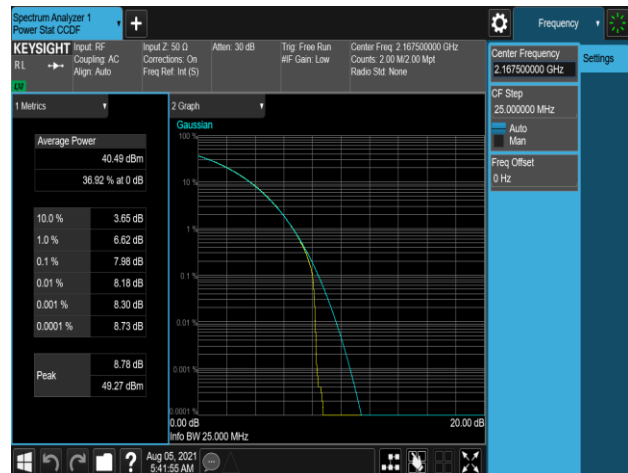 Spectrum Analyzer 1
Power Stat CCDF
Frequency
KEYSIGHT
RL
Input: RF
Coupling: AC
Align: Auto
Input Z: 50 Ω
Corrections: On
Freq Ref: Int (S)
Atten: 30 dB
Trig: Free Run
#IF Gain: Low
Center Freq: 2.167500000 GHz
Counts: 2.00 M/2.00 Mpt
Radio Std: None
Center Frequency
2.167500000 GHz
Settings
CF Step
25.000000 MHz
Auto
Man
Freq Offset
0 Hz
1 Metrics
Average Power
40.49 dBm
36.92 % at 0 dB
10.0 % 3.65 dB
1.0 % 6.62 dB
0.1 % 7.98 dB
0.01 % 8.18 dB
0.001 % 8.30 dB
0.0001 % 8.73 dB
Peak
8.78 dB
49.27 dBm
2 Graph
Gaussian
100 %
10 %
1 %
0.1 %
0.01 %
0.001 %
0.0001 %
0.00 dB 20.00 dB
Info BW 25.000 MHz
?
Aug 05, 2021
5:41:55 AM